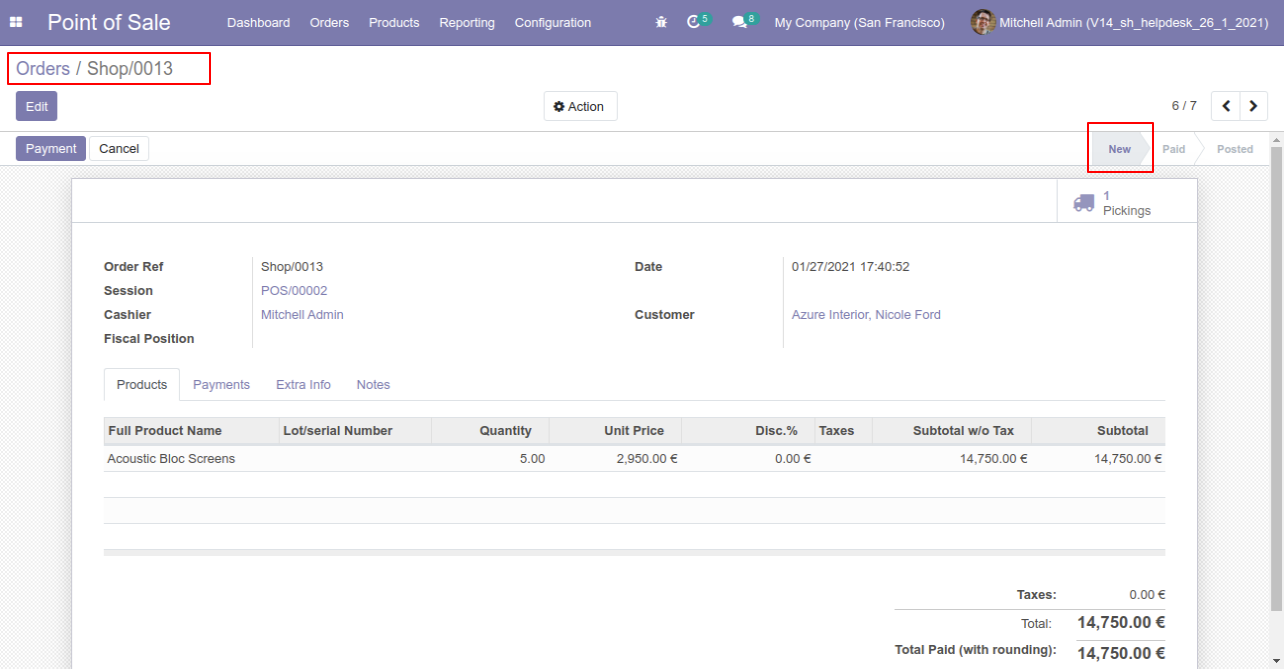 Point of Sale Dashboard Orders Products Reporting Configuration 5 8 My Company (San Francisco) Mitchell Admin (V14_sh_helpdesk_26_1_2021)
Orders / Shop/0013
Edit Action 6 / 7
Payment Cancel New Paid Posted
1
Pickings
Order Ref Shop/0013 Date 01/27/2021 17:40:52
Session POS/00002
Cashier Mitchell Admin Customer Azure Interior, Nicole Ford
Fiscal Position
Products Payments Extra Info Notes
Full Product Name Lot/serial Number Quantity Unit Price Disc.% Taxes Subtotal w/o Tax Subtotal
Acoustic Bloc Screens 5.00 2,950.00 € 0.00 € 14,750.00 € 14,750.00 €
Taxes: 0.00 €
Total: 14,750.00 €
Total Paid (with rounding): 14,750.00 €